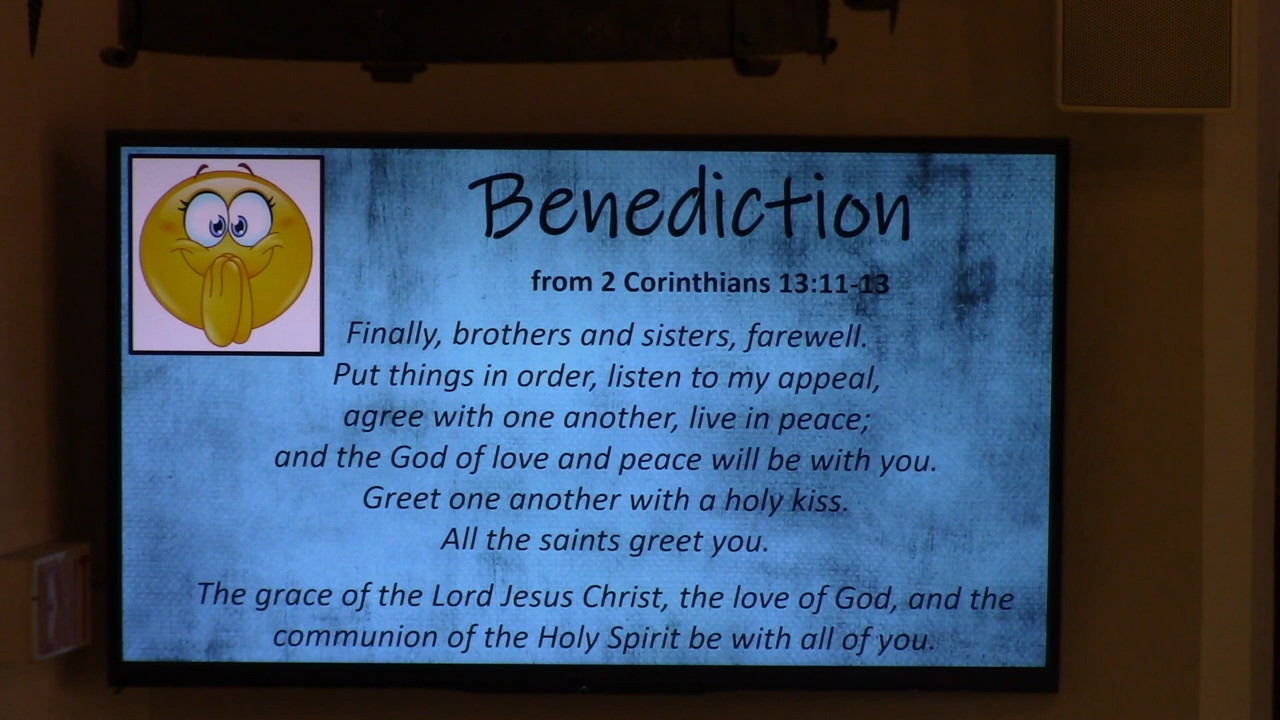 Benediction
from 2 Corinthians 13:11-13
Finally, brothers and sisters, farewell.
Put things in order, listen to my appeal,
agree with one another, live in peace;
and the God of love and peace will be with you.
Greet one another with a holy kiss.
All the saints greet you.
The grace of the Lord Jesus Christ, the love of God, and the
communion of the Holy Spirit be with all of you.